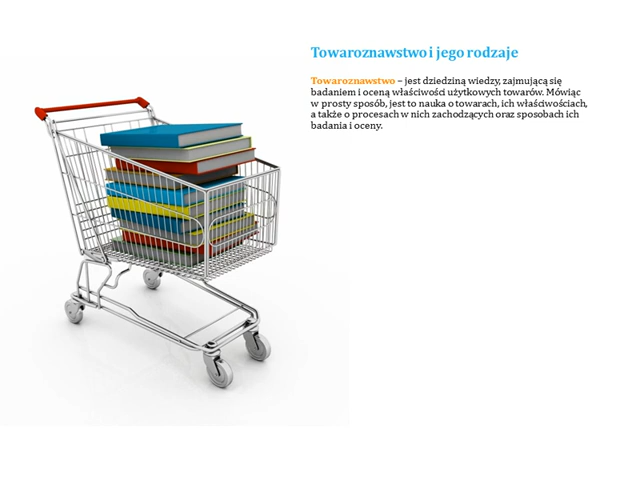 Towaroznawstwo i jego rodzaje
Towaroznawstwo – jest dziedziną wiedzy, zajmującą się
badaniem i oceną właściwości użytkowych towarów. Mówiąc
w prosty sposób, jest to nauka o towarach, ich właściwościach,
a także o procesach w nich zachodzących oraz sposobach ich
badania i oceny.